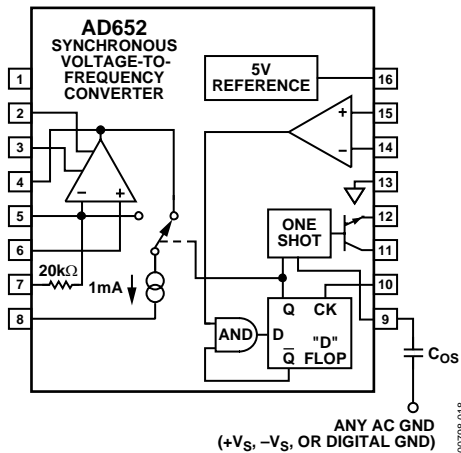 AD652
SYNCHRONOUS
VOLTAGE-TO-
FREQUENCY
CONVERTER
5V
REFERENCE
1
2
3
4
5
6
7
8
16
15
14
13
12
11
10
9
+
–
–
+
20kΩ
1mA
ONE
SHOT
AND
D
Q
CK
"D"
FLOP
Q̅
COS
ANY AC GND
(+VS, –VS, OR DIGITAL GND)
00798-018